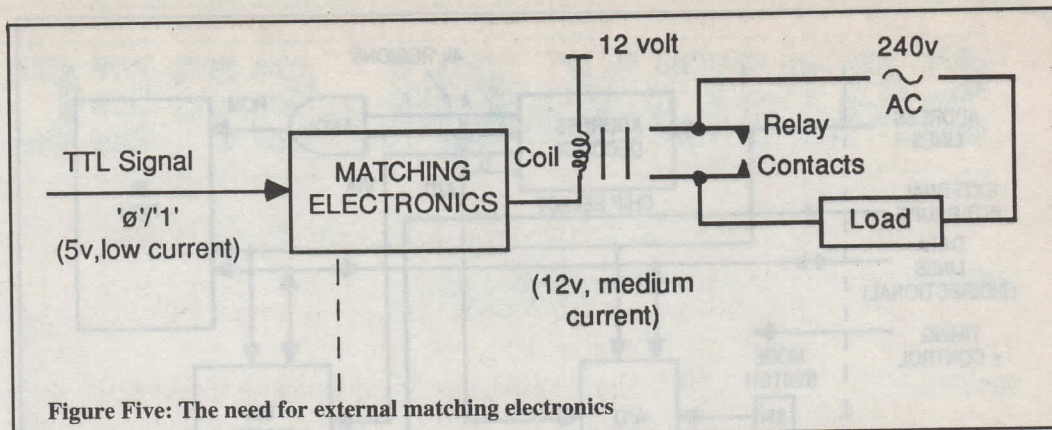 12 volt
240v
AC
TTL Signal
'ø'/'1'
(5v,low current)
MATCHING
ELECTRONICS
Coil
Relay
Contacts
Load
(12v, medium
current)
Figure Five: The need for external matching electronics